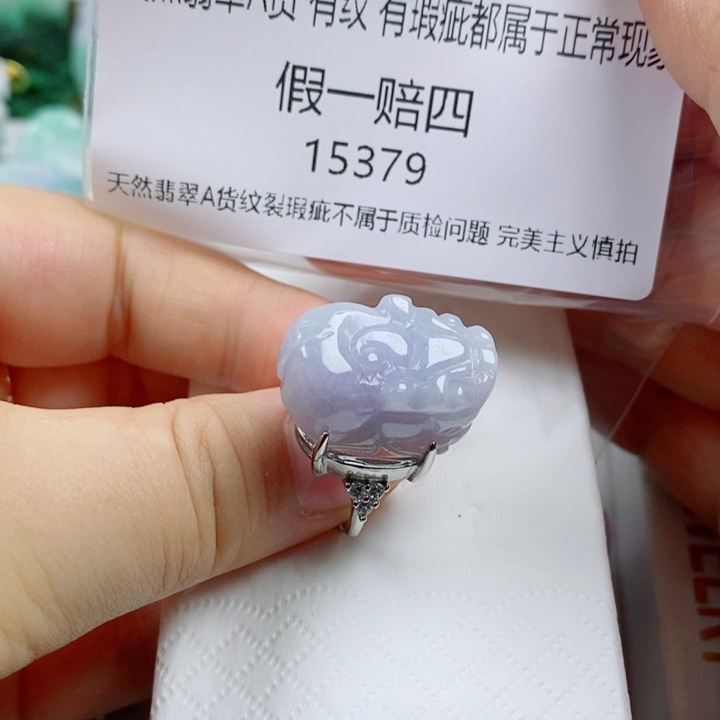 翡翠A货 有纹 有瑕疵都属于正常现象
假一赔四
15379
天然翡翠A货纹裂瑕疵不属于质检问题 完美主义慎拍